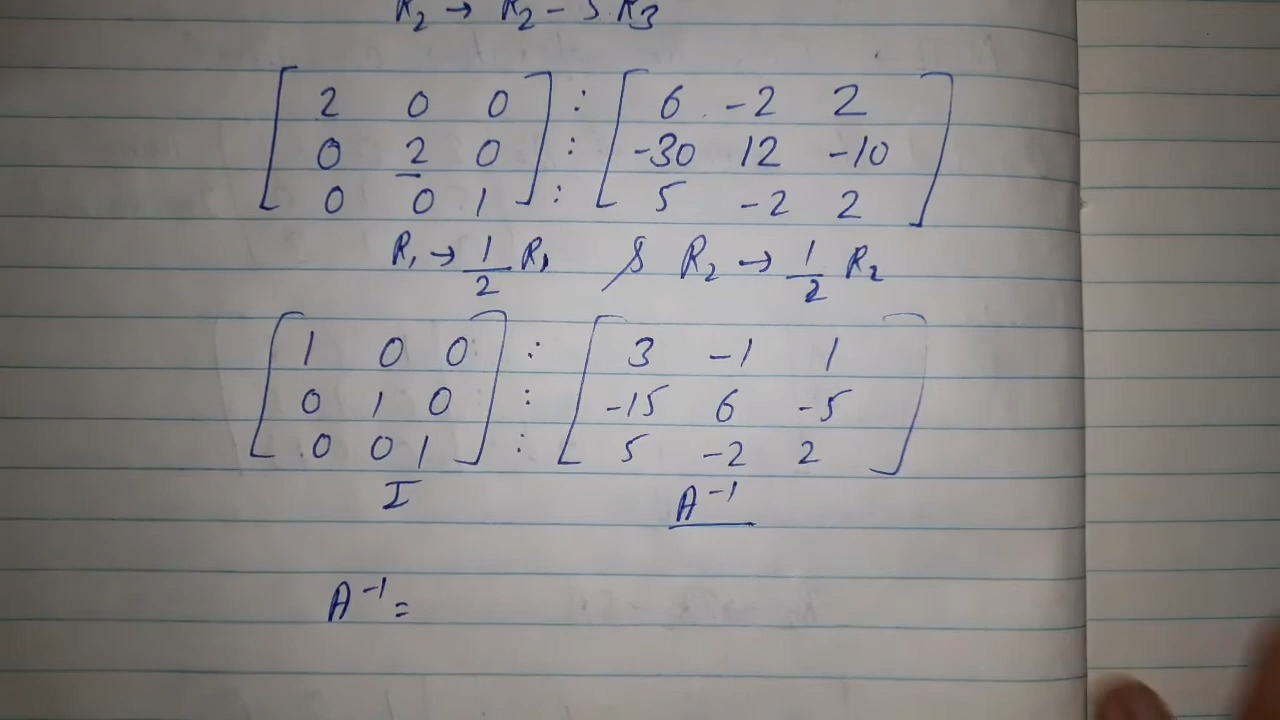 R₂ → R₂ - 5 R₃
[ 2 0 0 ] : [ 6 -2 2 ]
[ 0 2 0 ] : [ -30 12 -10 ]
[ 0 0 1 ] : [ 5 -2 2 ]
R₁ → 1/2 R₁ & R₂ → 1/2 R₂
[ 1 0 0 ] : [ 3 -1 1 ]
[ 0 1 0 ] : [ -15 6 -5 ]
[ 0 0 1 ] : [ 5 -2 2 ]
I A⁻¹
A⁻¹ =